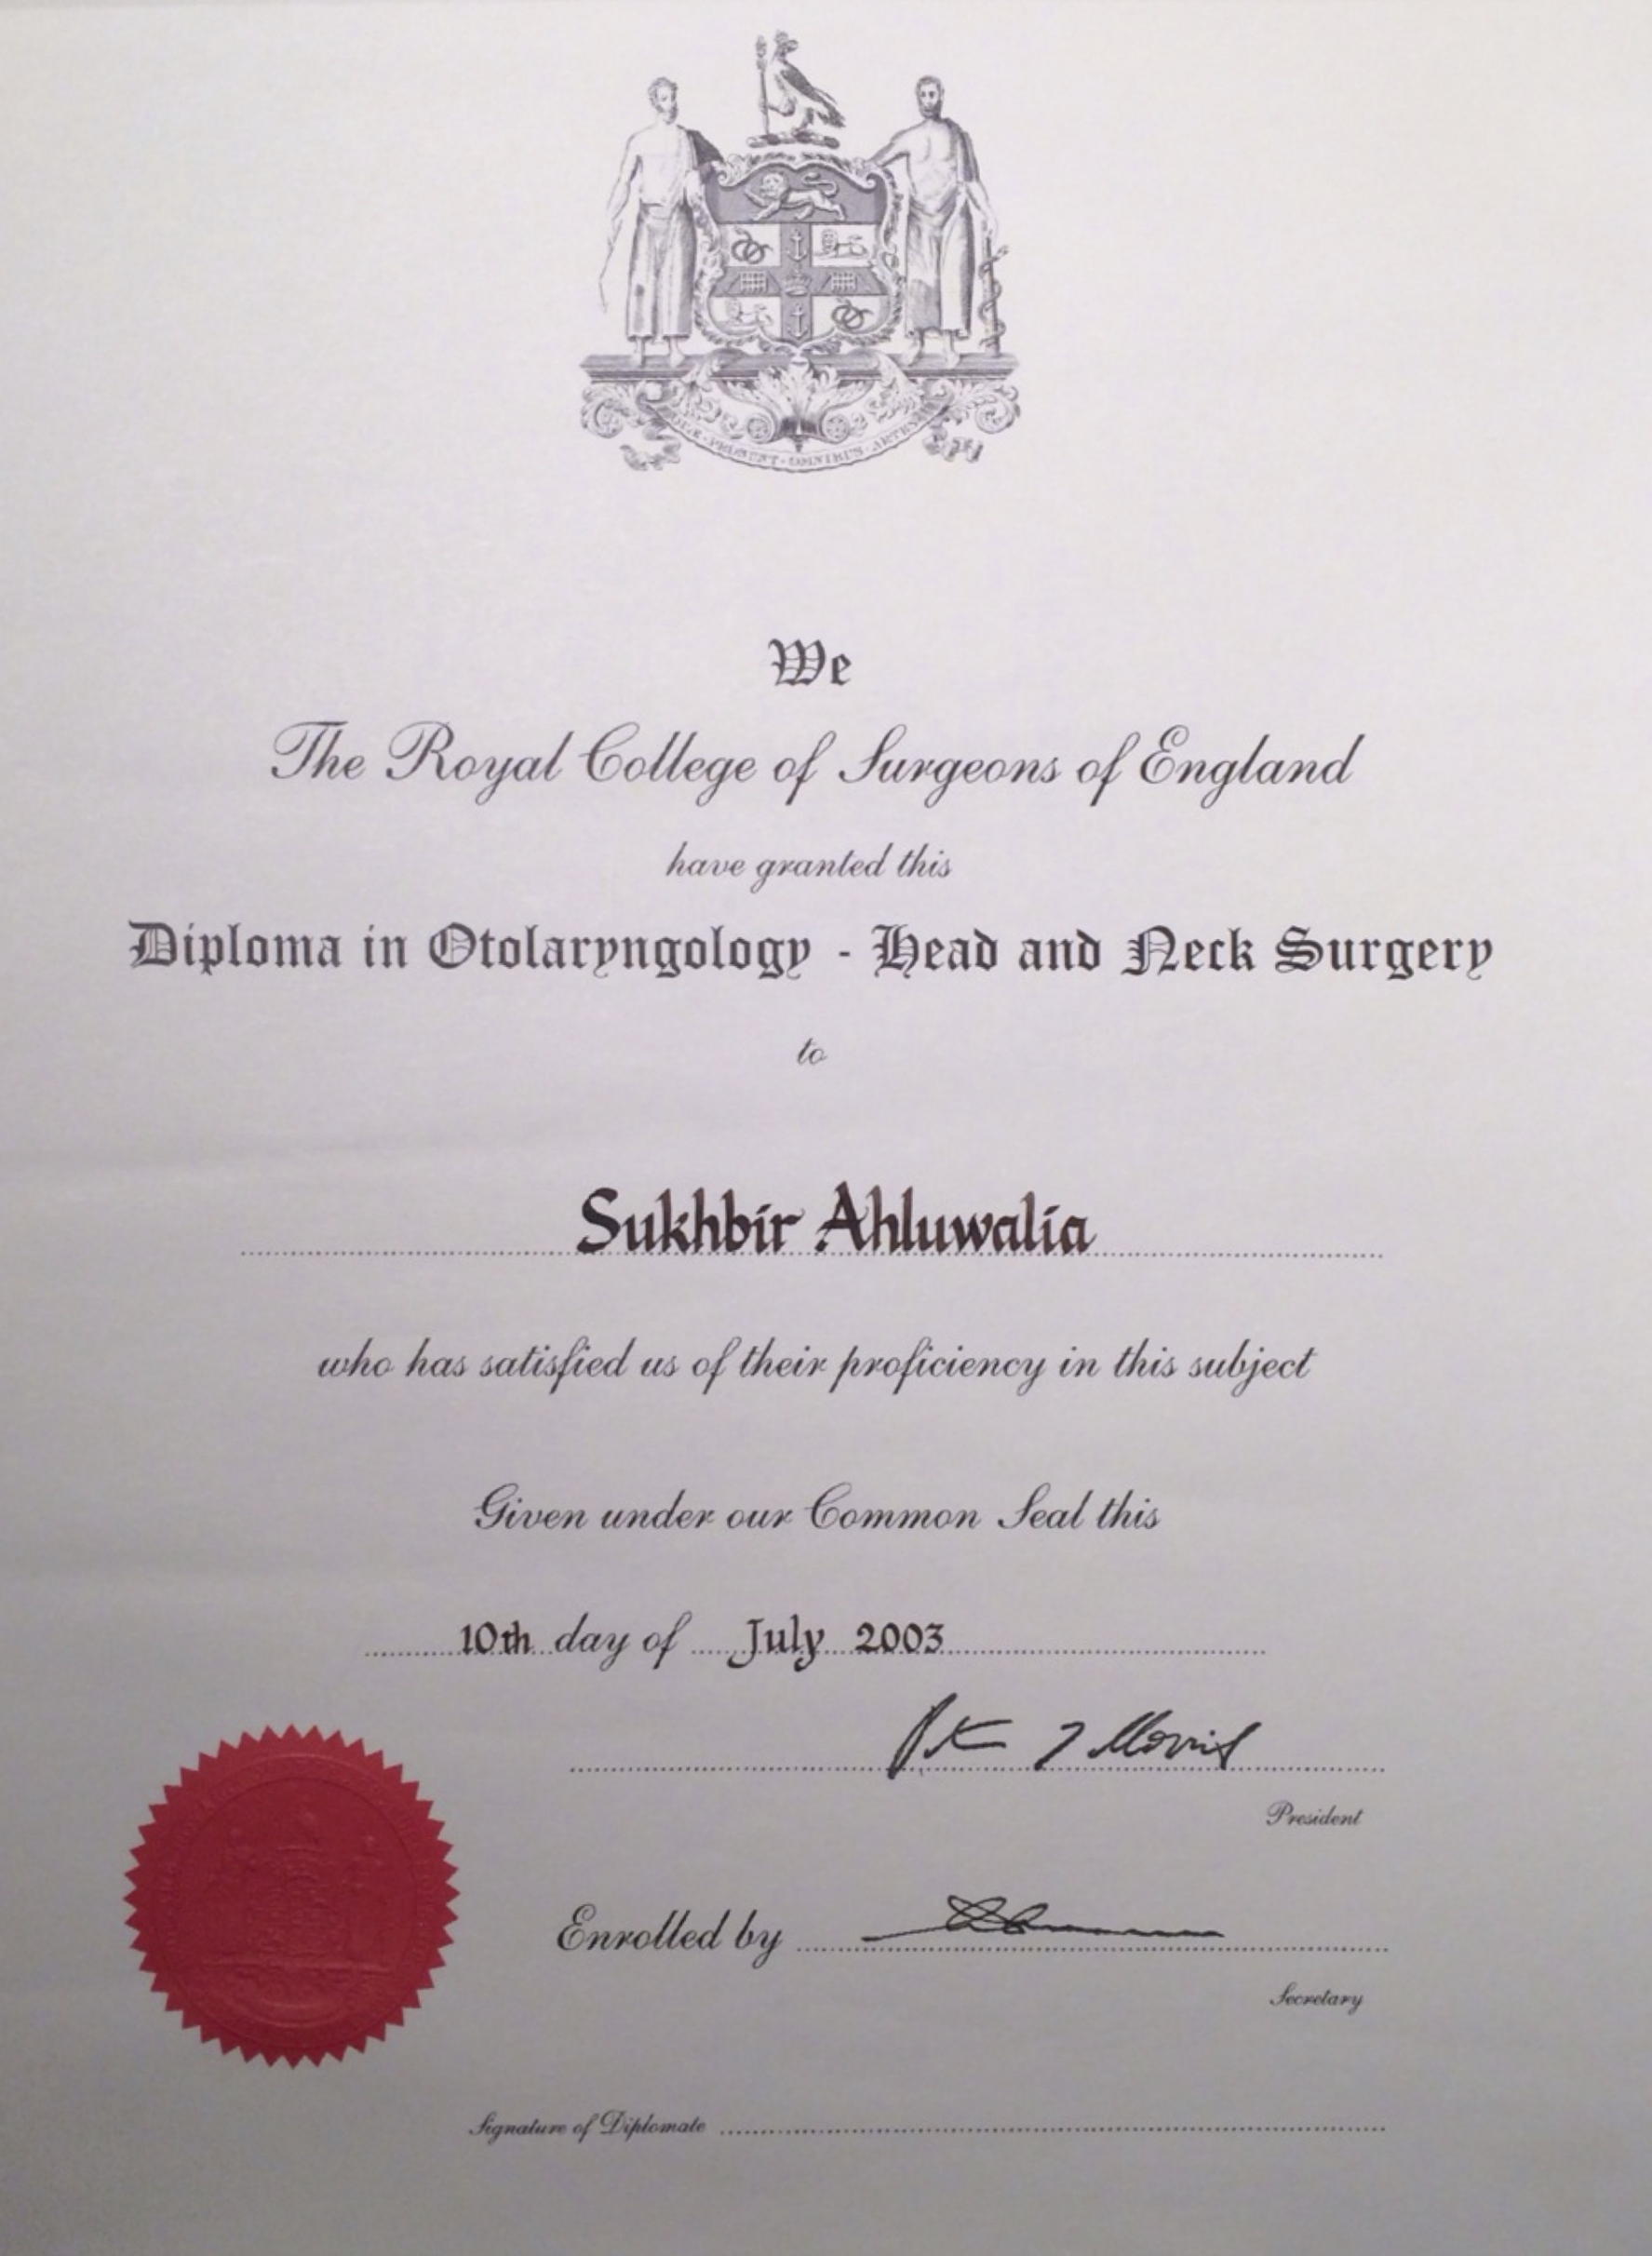 We
The Royal College of Surgeons of England
have granted this
Diploma in Otolaryngology - Head and Neck Surgery
to
Sukhbir Ahluwalia
who has satisfied us of their proficiency in this subject
Given under our Common Seal this
10th day of July 2003
President
Enrolled by
Secretary
Signature of Diplomate